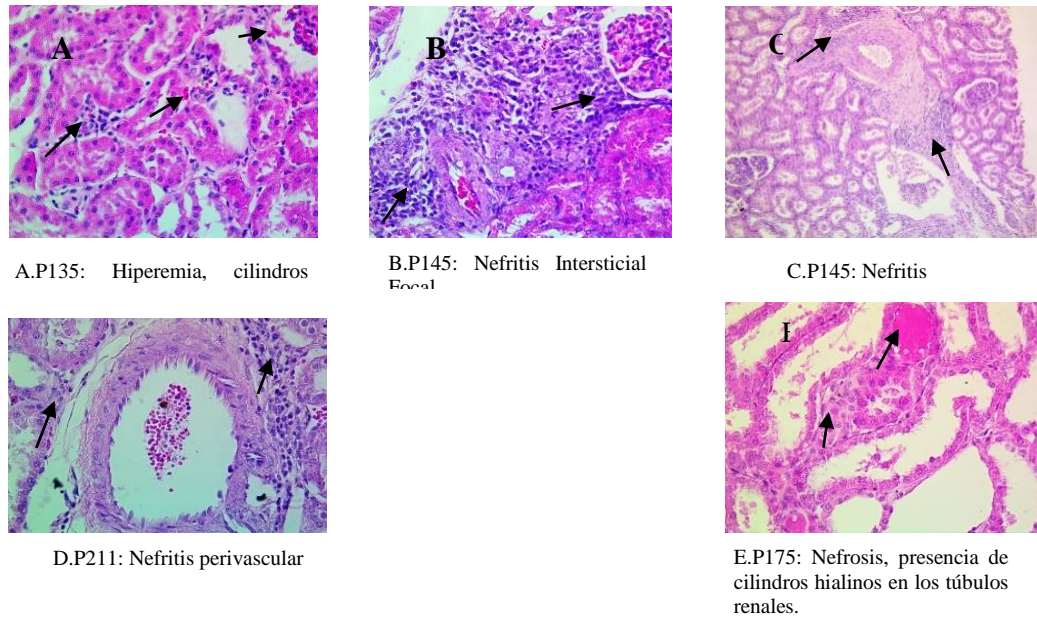 A
B
C
A.P135: Hiperemia, cilindros
B.P145: Nefritis Intersticial
Focal
C.P145: Nefritis
D.P211: Nefritis perivascular
E.P175: Nefrosis, presencia de
cilindros hialinos en los túbulos
renales.